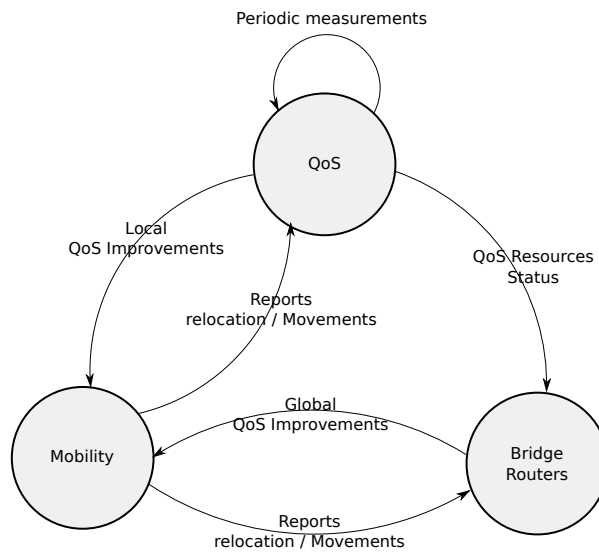 Periodic measurements
QoS
Local
QoS Improvements
QoS Resources
Status
Reports
relocation / Movements
Global
QoS Improvements
Mobility
Bridge
Routers
Reports
relocation / Movements